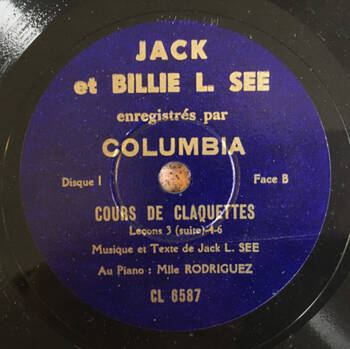 JACK
et BILLIE L. SEE
enregistrés par
COLUMBIA
Disque I Face B
COURS DE CLAQUETTES
Leçons 3 (suite)-4-6
Musique et Texte de Jack L. SEE
Au Piano : Mlle RODRIGUEZ
CL 6587